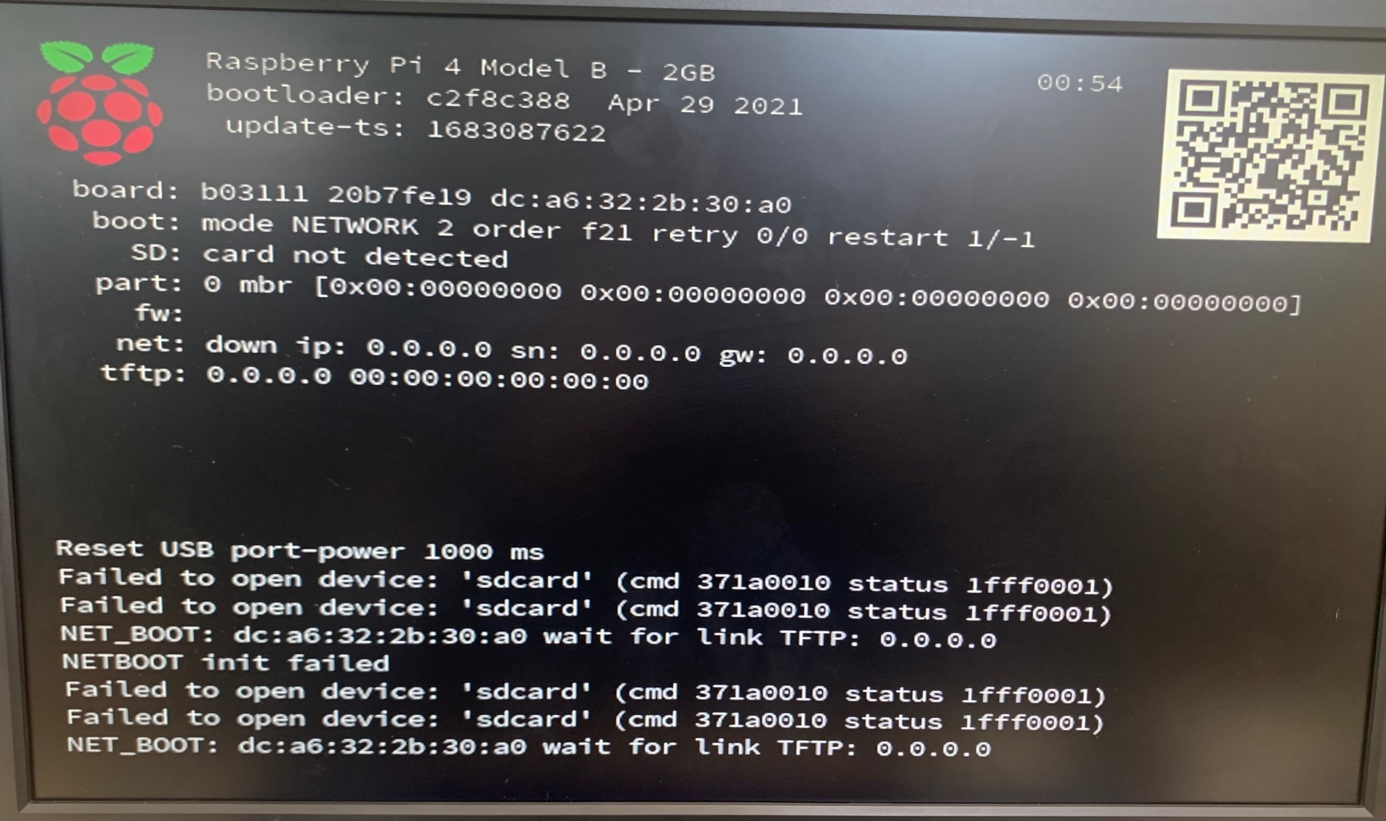 Raspberry Pi 4 Model B - 2GB
00:54
bootloader: c2f8c388 Apr 29 2021
update-ts: 1683087622
board: b03111 20b7fe19 dc:a6:32:2b:30:a0
boot: mode NETWORK 2 order f21 retry 0/0 restart 1/-1
SD: card not detected
part: 0 mbr [0x00:00000000 0x00:00000000 0x00:00000000 0x00:00000000]
fw:
net: down ip: 0.0.0.0 sn: 0.0.0.0 gw: 0.0.0.0
tftp: 0.0.0.0 00:00:00:00:00:00
Reset USB port-power 1000 ms
Failed to open device: 'sdcard' (cmd 371a0010 status 1fff0001)
Failed to open device: 'sdcard' (cmd 371a0010 status 1fff0001)
NET_BOOT: dc:a6:32:2b:30:a0 wait for link TFTP: 0.0.0.0
NETBOOT init failed
Failed to open device: 'sdcard' (cmd 371a0010 status 1fff0001)
Failed to open device: 'sdcard' (cmd 371a0010 status 1fff0001)
NET_BOOT: dc:a6:32:2b:30:a0 wait for link TFTP: 0.0.0.0